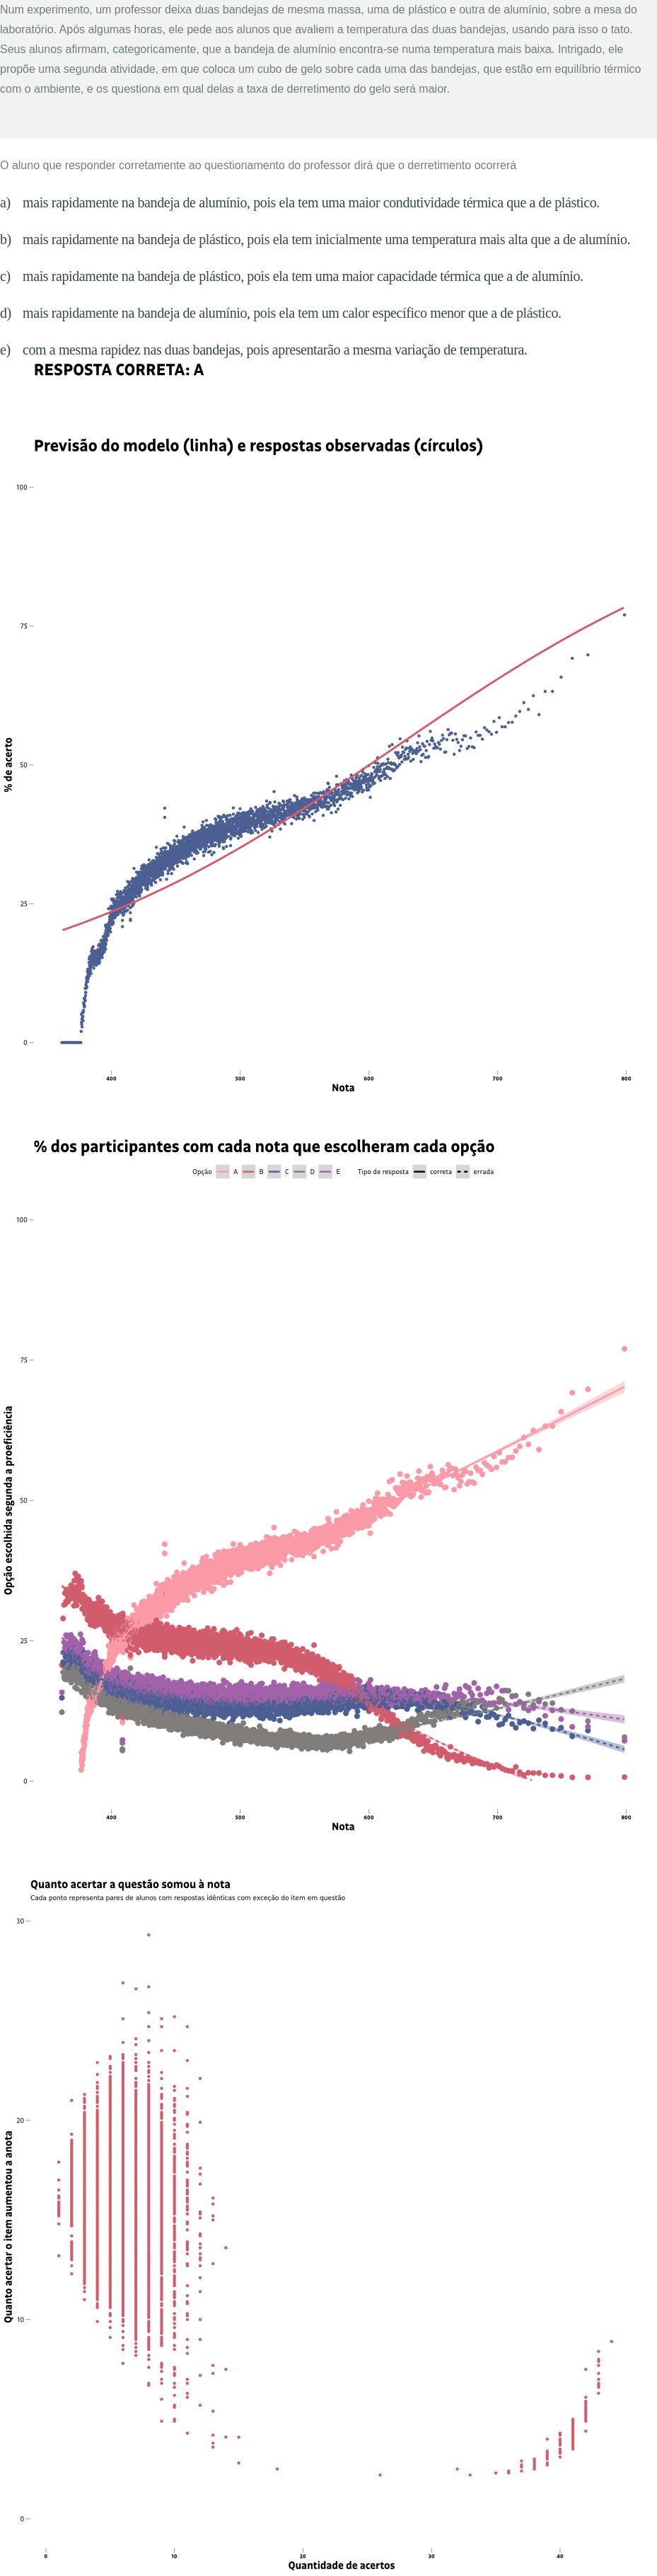 Num experimento, um professor deixa duas bandejas de mesma massa, uma de plástico e outra de alumínio, sobre a mesa do
laboratório. Após algumas horas, ele pede aos alunos que avaliem a temperatura das duas bandejas, usando para isso o tato.
Seus alunos afirmam, categoricamente, que a bandeja de alumínio encontra-se numa temperatura mais baixa. Intrigado, ele
propõe uma segunda atividade, em que coloca um cubo de gelo sobre cada uma das bandejas, que estão em equilíbrio térmico
com o ambiente, e os questiona em qual delas a taxa de derretimento do gelo será maior.
O aluno que responder corretamente ao questionamento do professor dirá que o derretimento ocorrerá
a) mais rapidamente na bandeja de alumínio, pois ela tem uma maior condutividade térmica que a de plástico.
b) mais rapidamente na bandeja de plástico, pois ela tem inicialmente uma temperatura mais alta que a de alumínio.
c) mais rapidamente na bandeja de plástico, pois ela tem uma maior capacidade térmica que a de alumínio.
d) mais rapidamente na bandeja de alumínio, pois ela tem um calor específico menor que a de plástico.
e) com a mesma rapidez nas duas bandejas, pois apresentarão a mesma variação de temperatura.
RESPOSTA CORRETA: A
Previsão do modelo (linha) e respostas observadas (círculos)
100
75
50
25
0
% de acerto
400 500 600 700 800
Nota
% dos participantes com cada nota que escolheram cada opção
Opção A B C D E Tipo de resposta correta errada
100
75
50
25
0
Opção escolhida segunda a proeficiência
400 500 600 700 800
Nota
Quanto acertar a questão somou à nota
Cada ponto representa pares de alunos com respostas idênticas com exceção do item em questão
30
20
10
0
Quanto acertar o item aumentou a anota
0 10 20 30 40
Quantidade de acertos